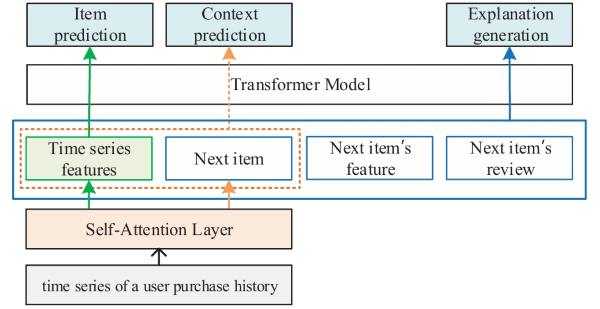 Item
prediction
Context
prediction
Explanation
generation
Transformer Model
Time series
features
Next item
Next item's
feature
Next item's
review
Self-Attention Layer
time series of a user purchase history